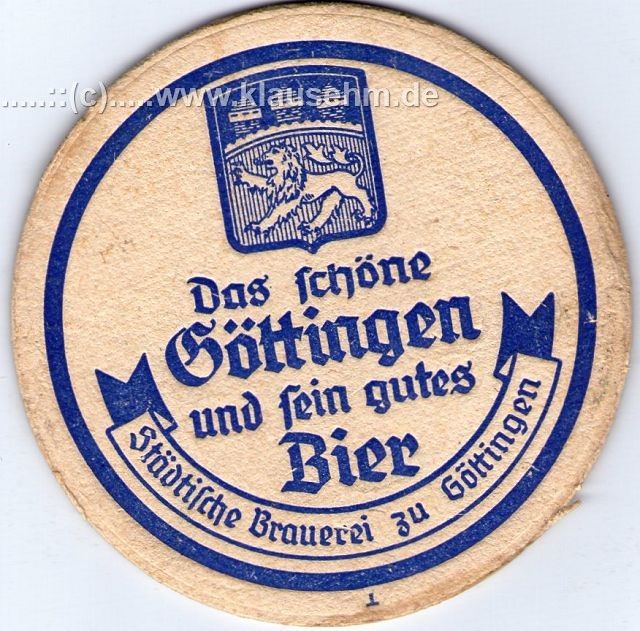 ......::(c).....www.klausehm.de
Das schöne
Göttingen
und sein gutes
Bier
Städtische Brauerei zu Göttingen